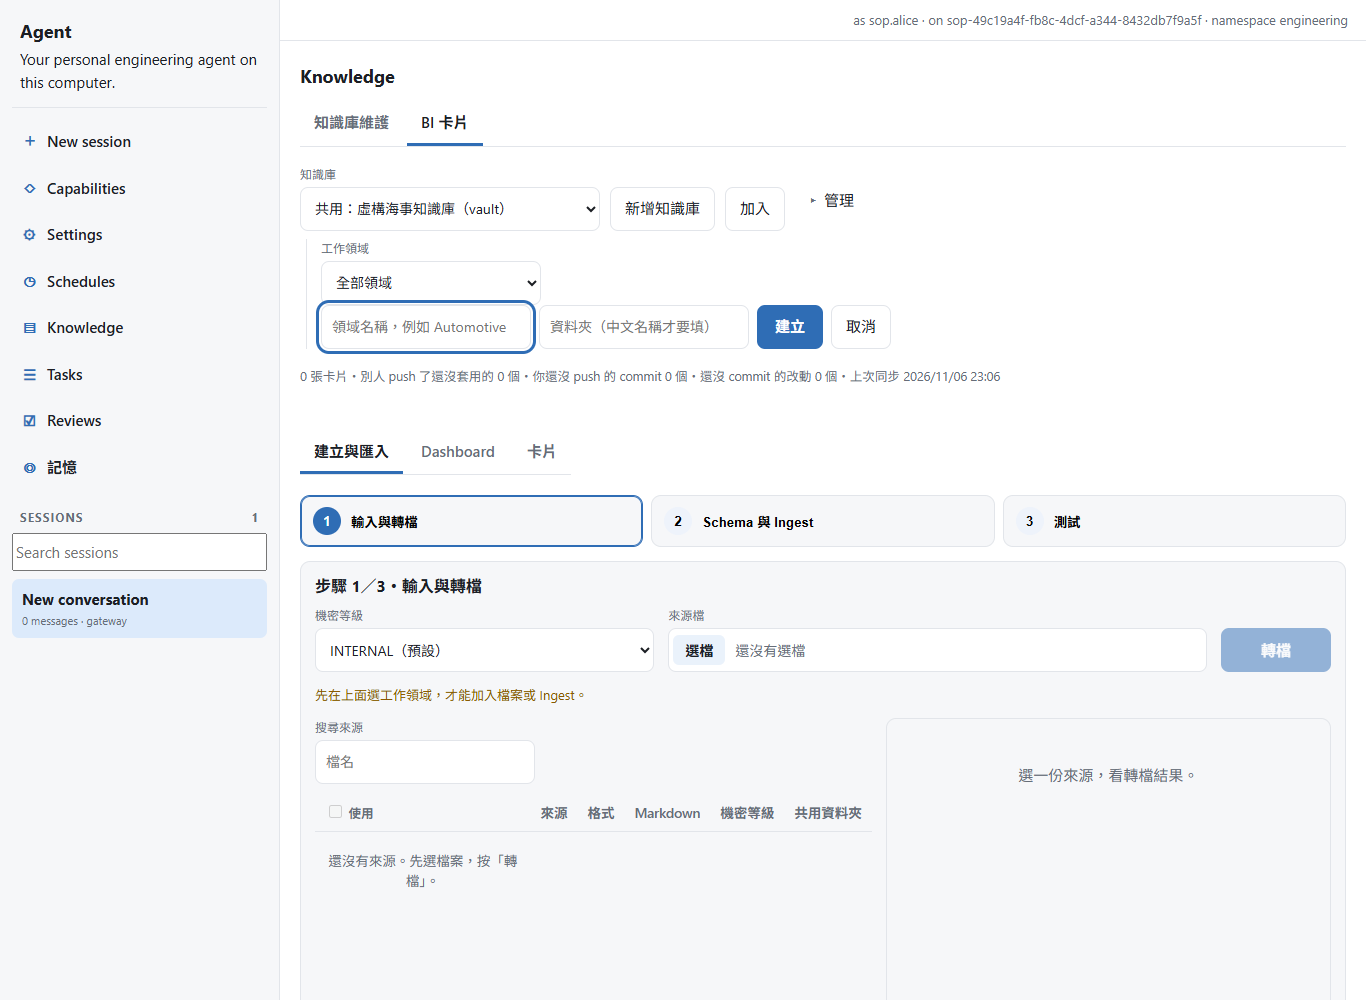 Agent
Your personal engineering agent on
this computer.
New session
Capabilities
Settings
Schedules
Knowledge
Tasks
Reviews
記憶
SESSIONS 1
Search sessions
New conversation
0 messages · gateway
as sop.alice · on sop-49c19a4f-fb8c-4dcf-a344-8432db7f9a5f · namespace engineering
Knowledge
知識庫維護 BI 卡片
知識庫
共用：虛構海事知識庫（vault） 新增知識庫 加入 管理
工作領域
全部領域
領域名稱，例如 Automotive 資料夾（中文名稱才要填） 建立 取消
0 張卡片・別人 push 了還沒套用的 0 個・你還沒 push 的 commit 0 個・還沒 commit 的改動 0 個・上次同步 2026/11/06 23:06
建立與匯入 Dashboard 卡片
1 輸入與轉檔 2 Schema 與 Ingest 3 測試
步驟 1／3・輸入與轉檔
機密等級 來源檔
INTERNAL（預設） 選檔 還沒有選檔 轉檔
先在上面選工作領域，才能加入檔案或 Ingest。
搜尋來源
檔名
選一份來源，看轉檔結果。
使用 來源 格式 Markdown 機密等級 共用資料夾
還沒有來源。先選檔案，按「轉
檔」。